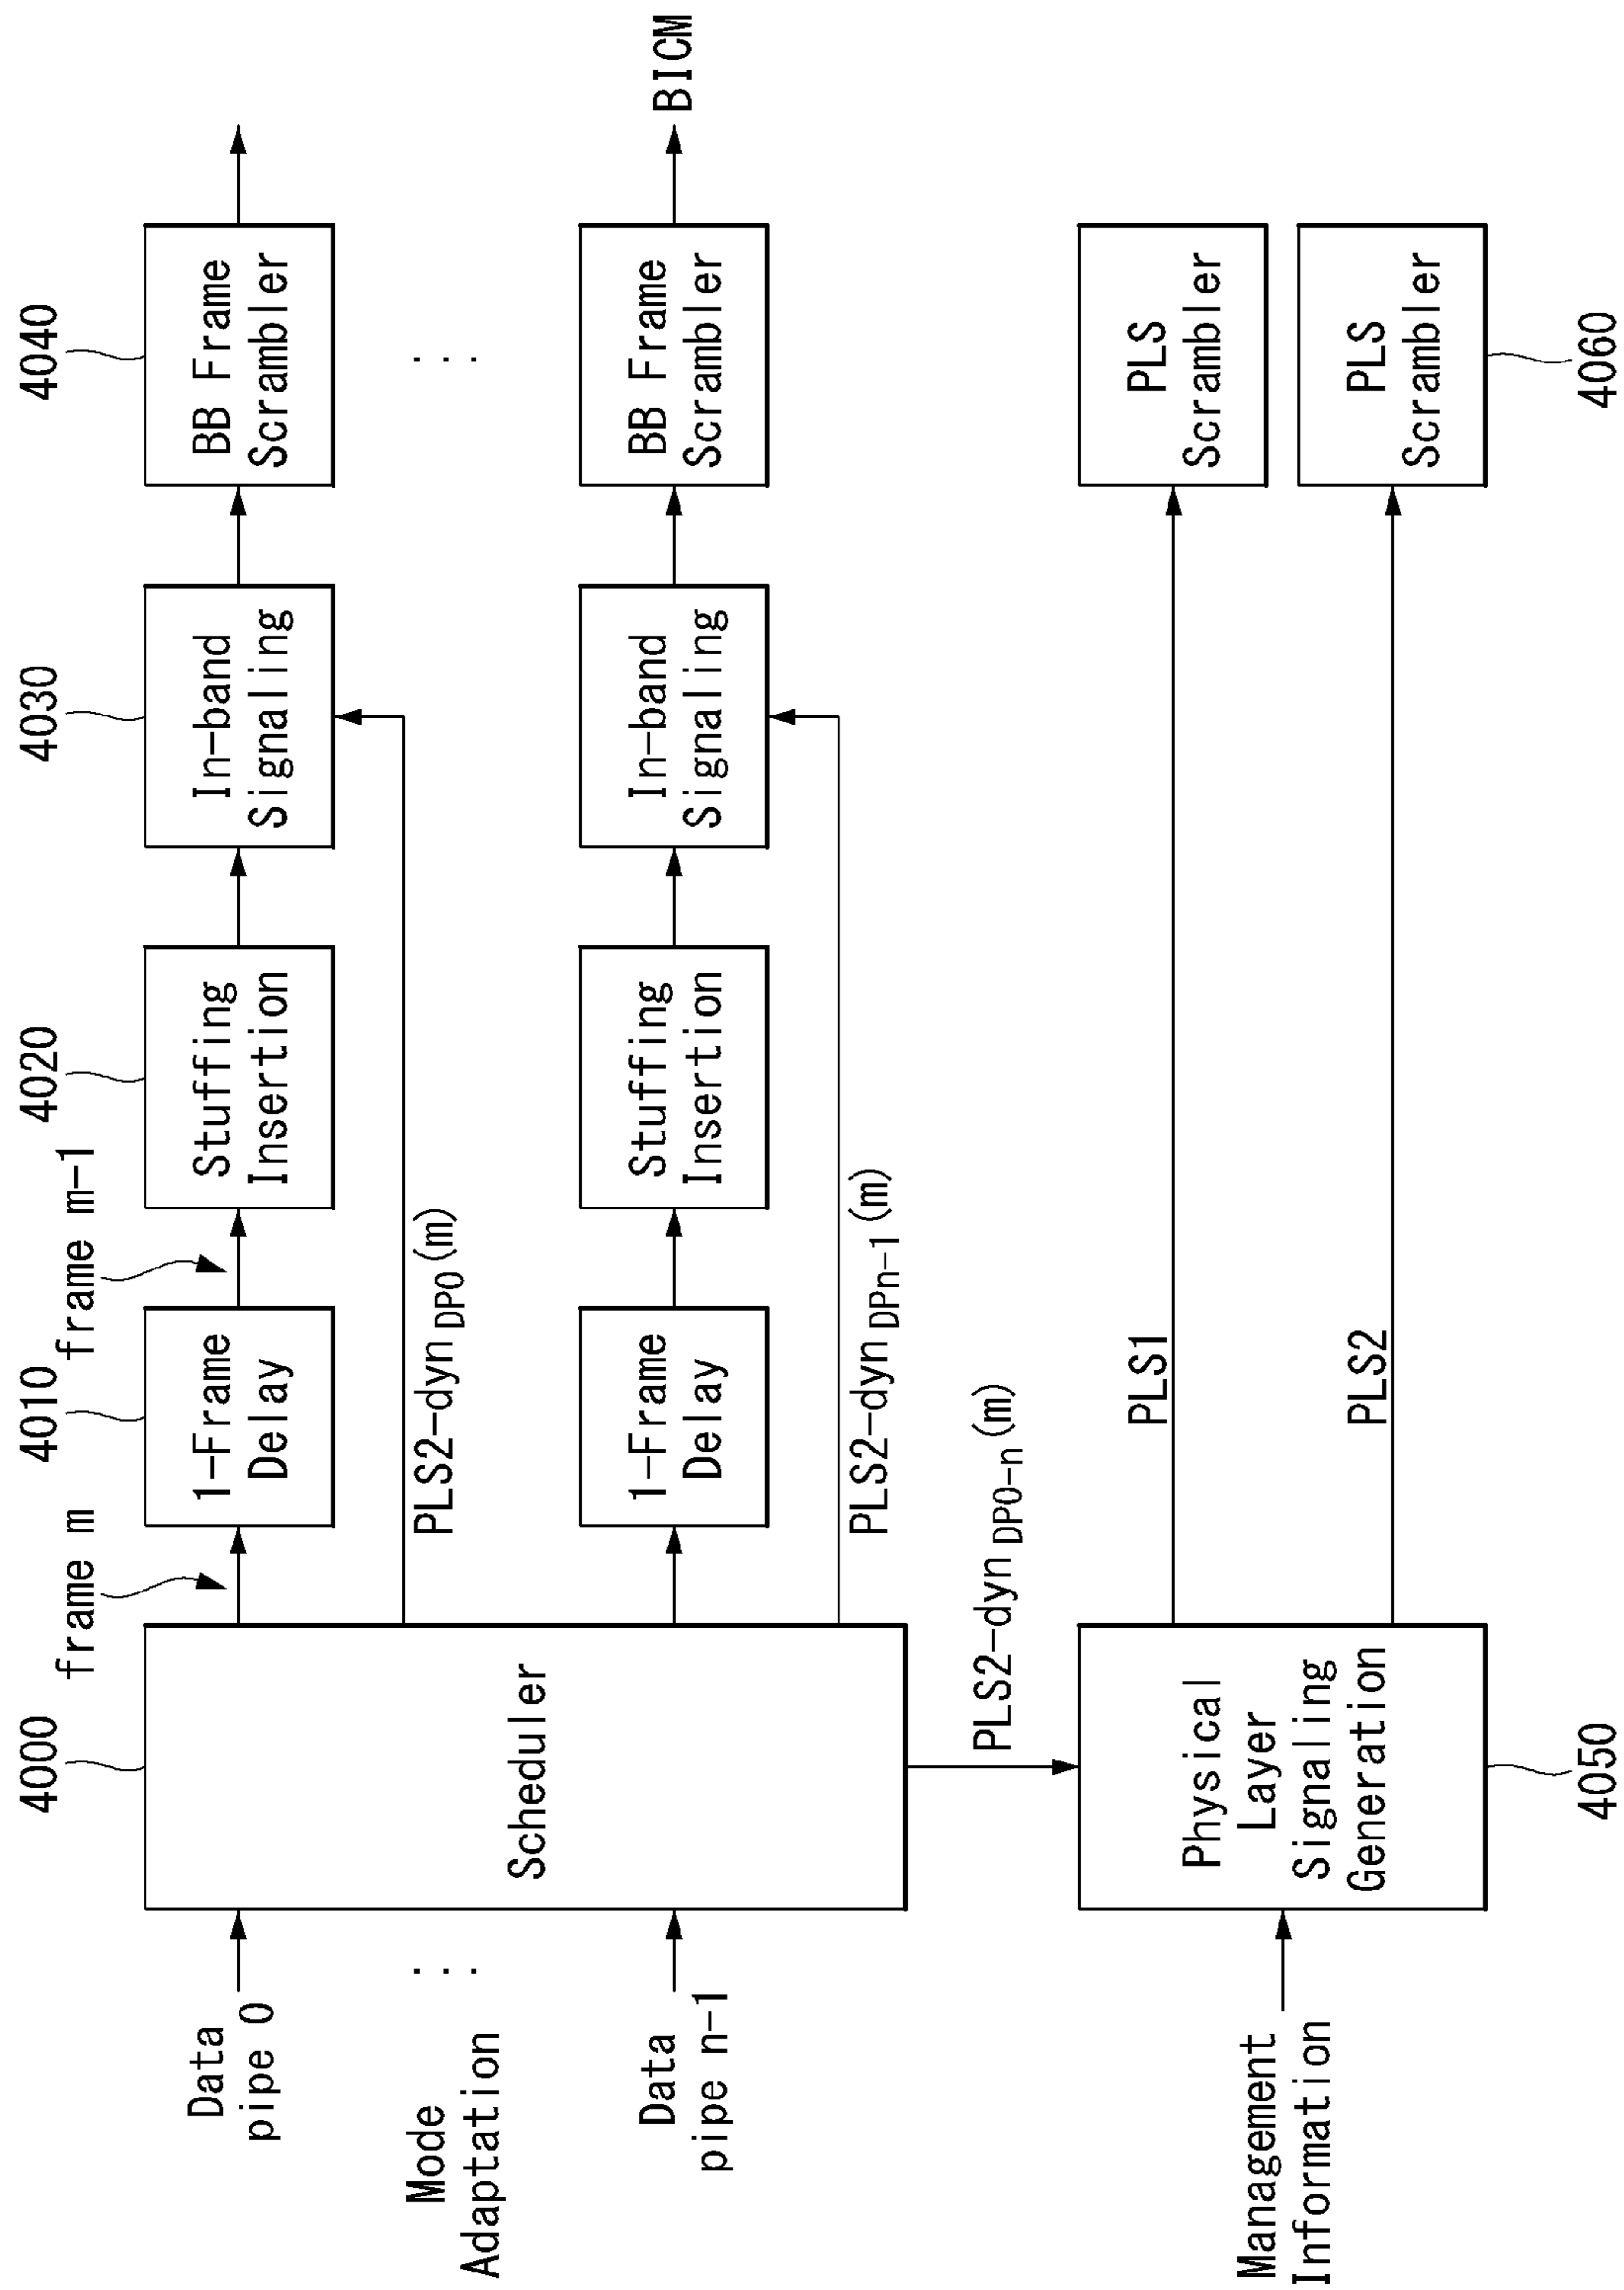 4000
frame m
4010
frame m-1
4020
4030
4040
Data
pipe 0
1-Frame
Delay
Stuffing
Insertion
In-band
Signaling
BB Frame
Scrambler
Mode
Adaptation
...
Scheduler
PLS2-dyn DP0 (m)
...
Data
pipe n-1
1-Frame
Delay
Stuffing
Insertion
In-band
Signaling
BB Frame
Scrambler
BICM
PLS2-dyn DPn-1 (m)
PLS2-dyn DP0-n (m)
Management
Information
Physical
Layer
Signaling
Generation
PLS1
PLS
Scrambler
PLS2
PLS
Scrambler
4050
4060